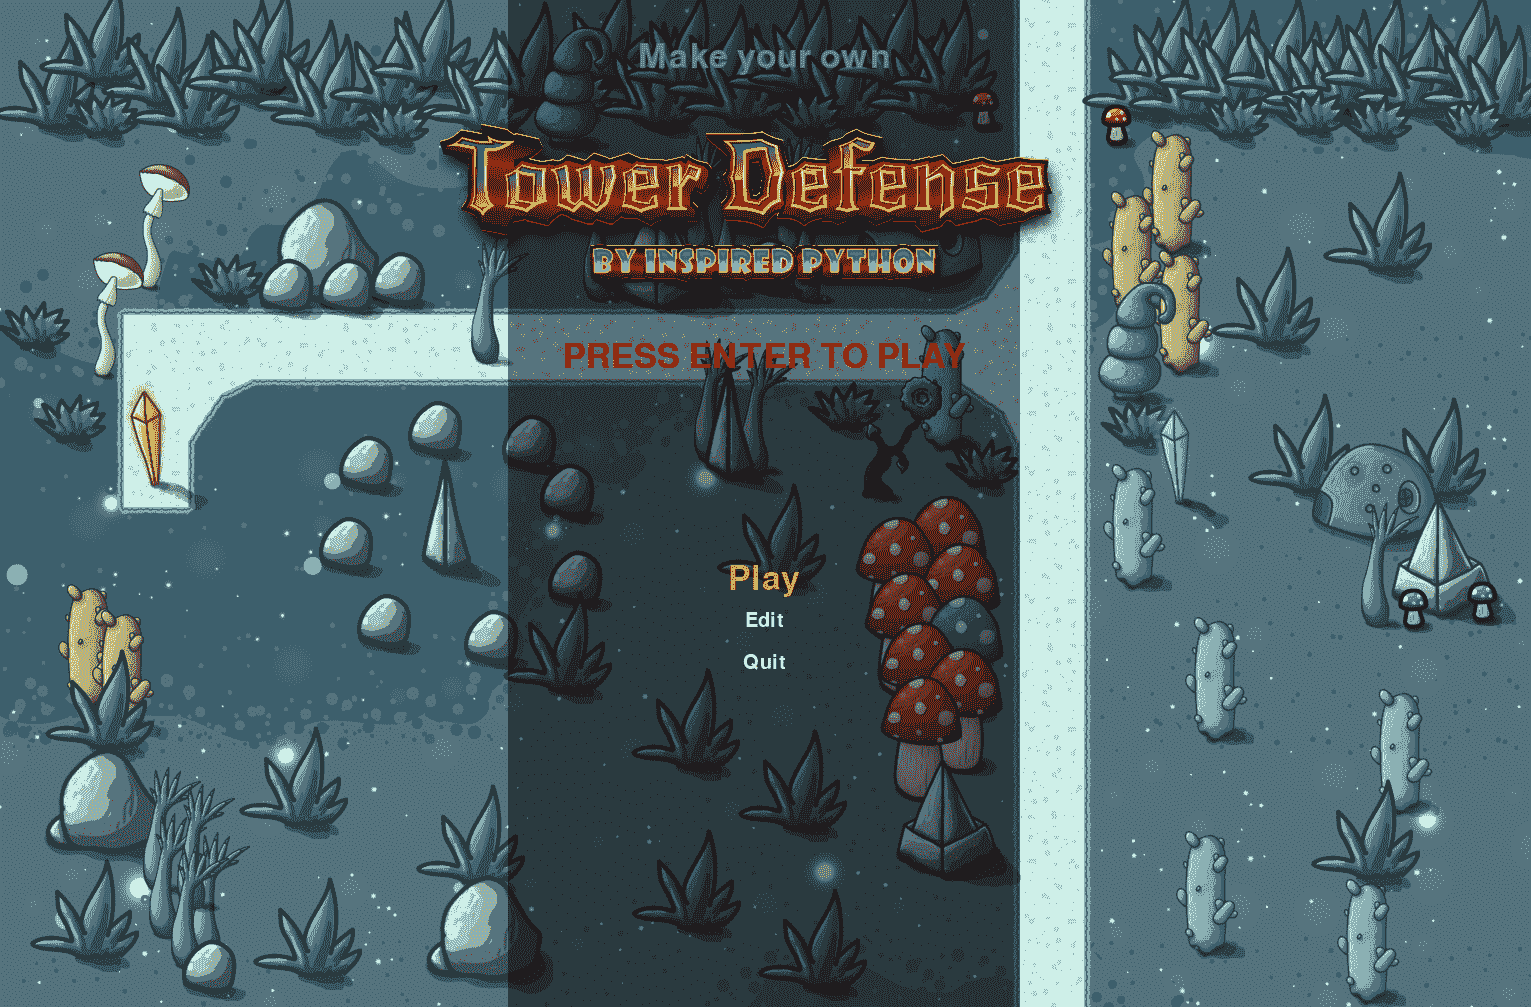 Make your own
Tower Defense
BY INSPIRED PYTHON
PRESS ENTER TO PLAY
Play
Edit
Quit